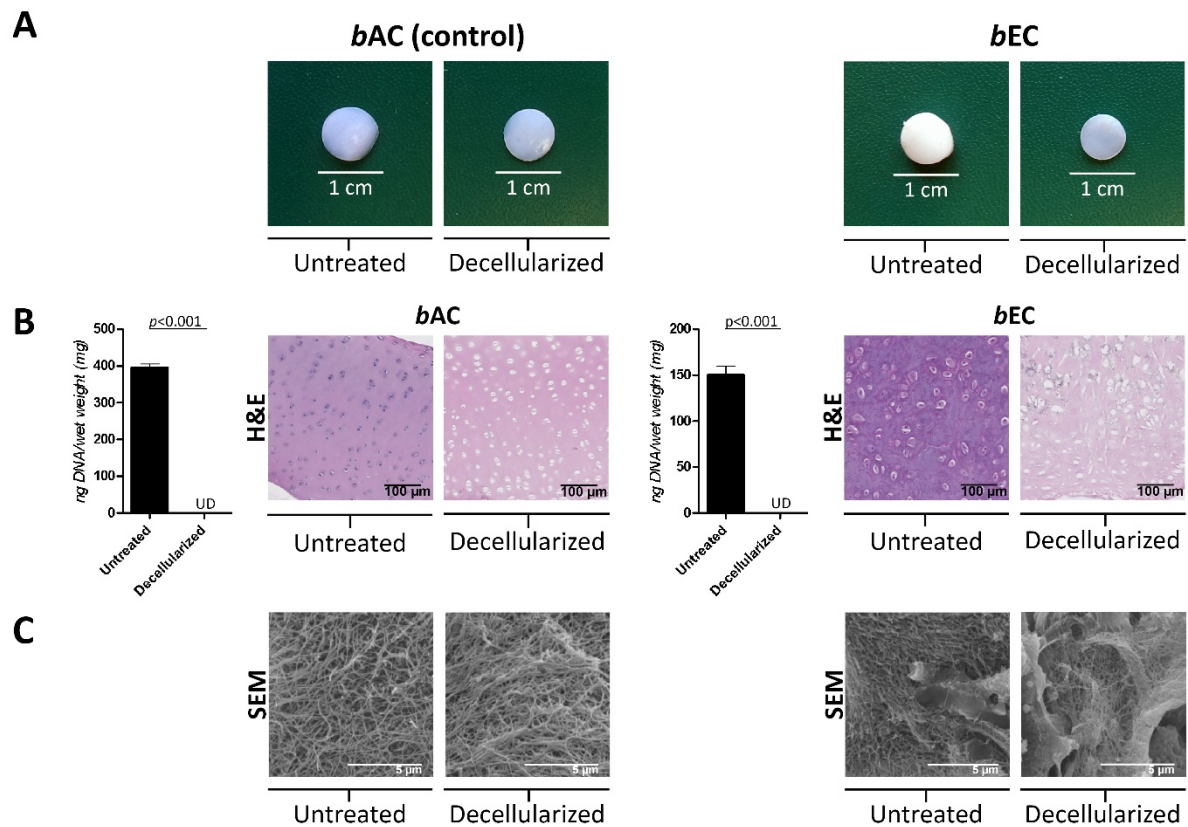 A
bAC (control)
bEC
1 cm
1 cm
1 cm
1 cm
Untreated
Decellularized
Untreated
Decellularized
B
bAC
bEC
ng DNA/wet weight (mg)
500
400
300
200
100
0
p<0.001
UD
Untreated
Decellularized
H&E
100 µm
100 µm
Untreated
Decellularized
ng DNA/wet weight (mg)
200
150
100
50
0
p<0.001
UD
Untreated
Decellularized
H&E
100 µm
100 µm
Untreated
Decellularized
C
SEM
5 µm
5 µm
Untreated
Decellularized
SEM
5 µm
5 µm
Untreated
Decellularized